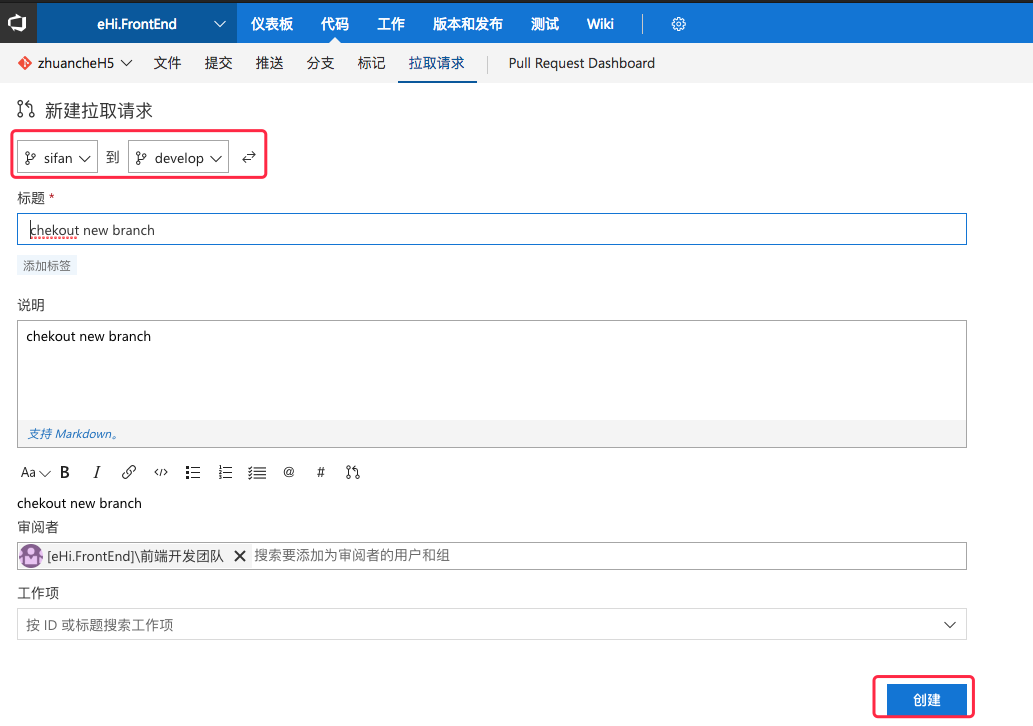 eHi.FrontEnd 仪表板 代码 工作 版本和发布 测试 Wiki
zhuancheH5 文件 提交 推送 分支 标记 拉取请求 Pull Request Dashboard
新建拉取请求
sifan 到 develop
标题 *
chekout new branch
添加标签
说明
chekout new branch
支持 Markdown。
Aa B I </> @ #
chekout new branch
审阅者
[eHi.FrontEnd]\前端开发团队 搜索要添加为审阅者的用户和组
工作项
按 ID 或标题搜索工作项
创建